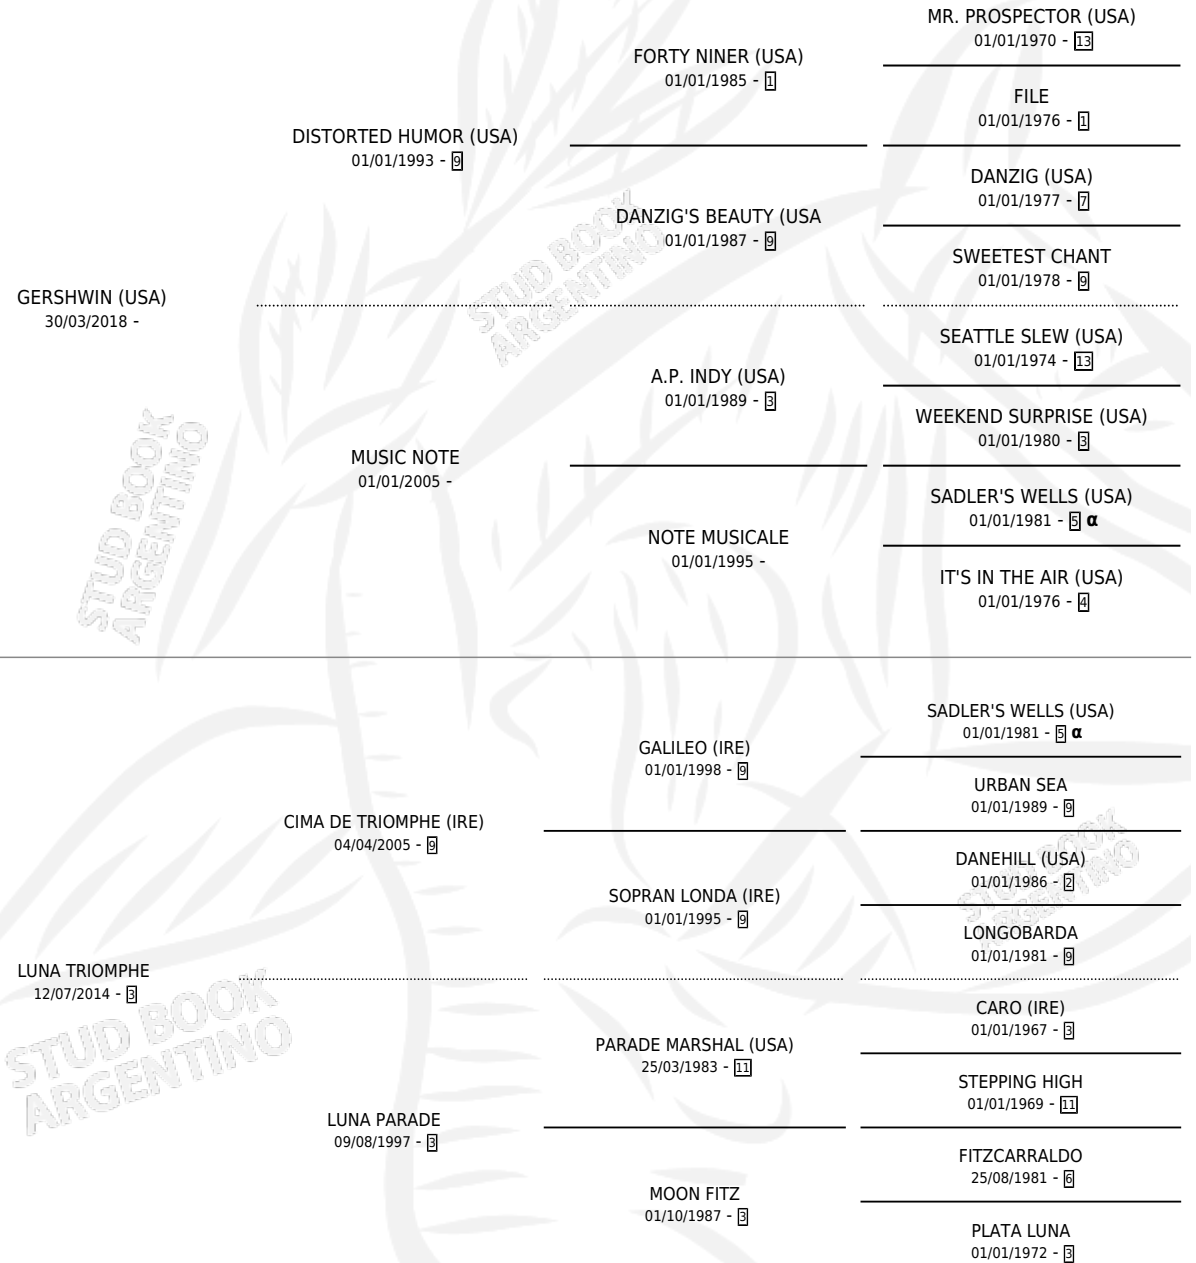 MR. PROSPECTOR (USA)
01/01/1970 - 13
FORTY NINER (USA)
01/01/1985 - 1
FILE
01/01/1976 - 1
DISTORTED HUMOR (USA)
01/01/1993 - 9
DANZIG (USA)
01/01/1977 - 7
DANZIG'S BEAUTY (USA
01/01/1987 - 9
SWEETEST CHANT
01/01/1978 - 9
GERSHWIN (USA)
30/03/2018 -
SEATTLE SLEW (USA)
01/01/1974 - 13
A.P. INDY (USA)
01/01/1989 - 3
WEEKEND SURPRISE (USA)
01/01/1980 - 3
MUSIC NOTE
01/01/2005 -
SADLER'S WELLS (USA)
01/01/1981 - 5 α
NOTE MUSICALE
01/01/1995 -
IT'S IN THE AIR (USA)
01/01/1976 - 4
STUD BOOK
ARGENTINO
STUD BOOK
ARGENTINO
SADLER'S WELLS (USA)
01/01/1981 - 5 α
GALILEO (IRE)
01/01/1998 - 9
URBAN SEA
01/01/1989 - 9
CIMA DE TRIOMPHE (IRE)
04/04/2005 - 9
DANEHILL (USA)
01/01/1986 - 2
SOPRAN LONDA (IRE)
01/01/1995 - 9
LONGOBARDA
01/01/1981 - 9
LUNA TRIOMPHE
12/07/2014 - 3
CARO (IRE)
01/01/1967 - 3
PARADE MARSHAL (USA)
25/03/1983 - 11
STEPPING HIGH
01/01/1969 - 11
LUNA PARADE
09/08/1997 - 3
FITZCARRALDO
25/08/1981 - 6
MOON FITZ
01/10/1987 - 3
PLATA LUNA
01/01/1972 - 3
STUD BOOK
ARGENTINO
STUD BOOK
ARGENTINO